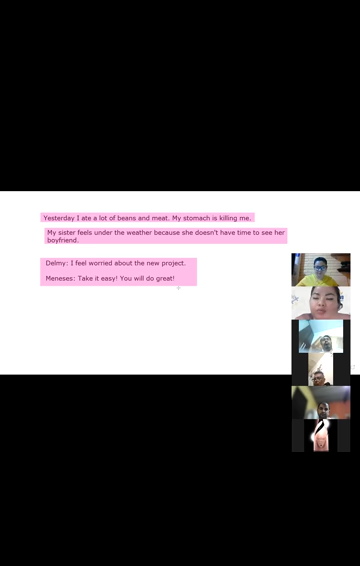 Yesterday I ate a lot of beans and meat. My stomach is killing me.
My sister feels under the weather because she doesn't have time to see her
boyfriend.
Delmy: I feel worried about the new project.
Meneses: Take it easy! You will do great!